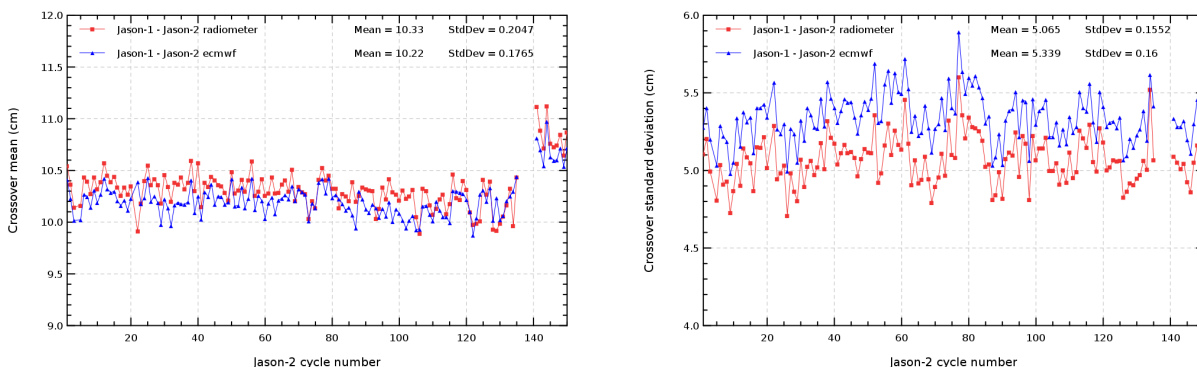 12.0
Jason-1 - Jason-2 radiometer Mean = 10.33 StdDev = 0.2047
Jason-1 - Jason-2 ecmwf Mean = 10.22 StdDev = 0.1765
11.5
11.0
10.5
10.0
9.5
9.0
Crossover mean (cm)
20 40 60 80 100 120 140
Jason-2 cycle number
6.0
Jason-1 - Jason-2 radiometer Mean = 5.065 StdDev = 0.1552
Jason-1 - Jason-2 ecmwf Mean = 5.339 StdDev = 0.16
5.5
5.0
4.5
4.0
Crossover standard deviation (cm)
20 40 60 80 100 120 140
Jason-2 cycle number